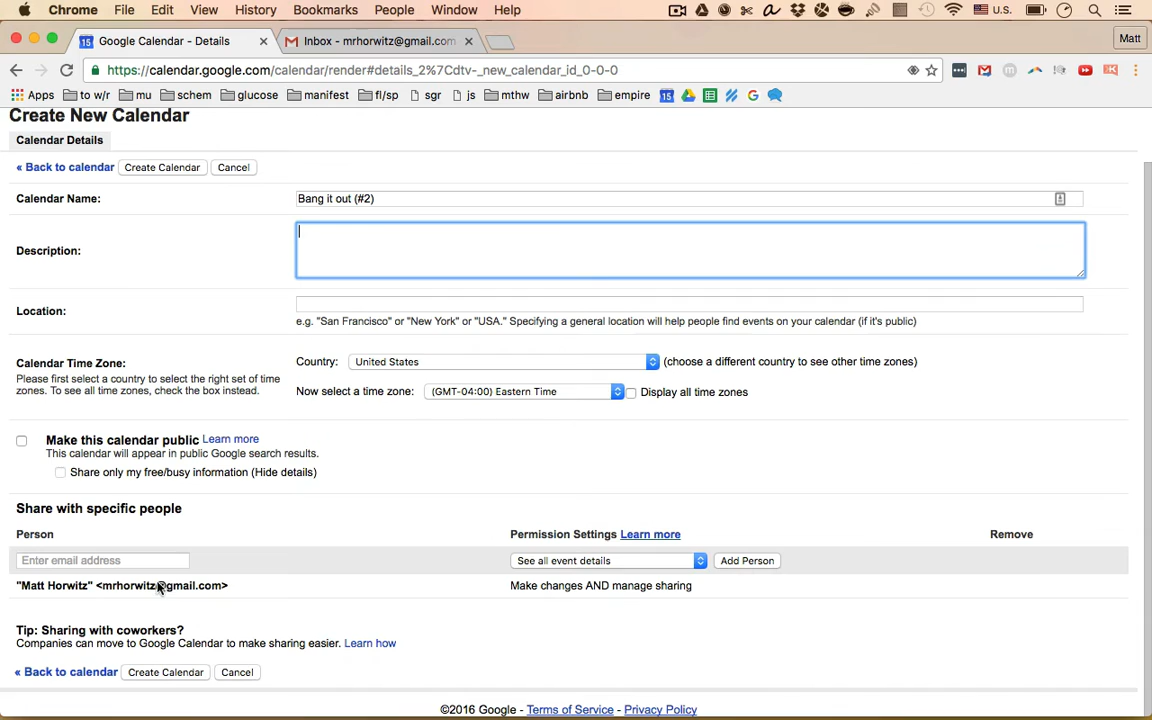 Chrome File Edit View History Bookmarks People Window Help U.S.
Google Calendar - Details Inbox - mrhorwitz@gmail.com Matt
https://calendar.google.com/calendar/render#details_2%7Cdtv-_new_calendar_id_0-0-0
Apps to w/r mu schem glucose manifest fl/sp sgr js mthw airbnb empire
Create New Calendar
Calendar Details
« Back to calendar Create Calendar Cancel
Calendar Name: Bang it out (#2)
Description:
Location:
e.g. "San Francisco" or "New York" or "USA." Specifying a general location will help people find events on your calendar (if it's public)
Calendar Time Zone:
Please first select a country to select the right set of time
zones. To see all time zones, check the box instead.
Country: United States (choose a different country to see other time zones)
Now select a time zone: (GMT-04:00) Eastern Time Display all time zones
Make this calendar public Learn more
This calendar will appear in public Google search results.
Share only my free/busy information (Hide details)
Share with specific people
Person Permission Settings Learn more Remove
Enter email address See all event details Add Person
"Matt Horwitz" <mrhorwitz@gmail.com> Make changes AND manage sharing
Tip: Sharing with coworkers?
Companies can move to Google Calendar to make sharing easier. Learn how
« Back to calendar Create Calendar Cancel
©2016 Google - Terms of Service - Privacy Policy